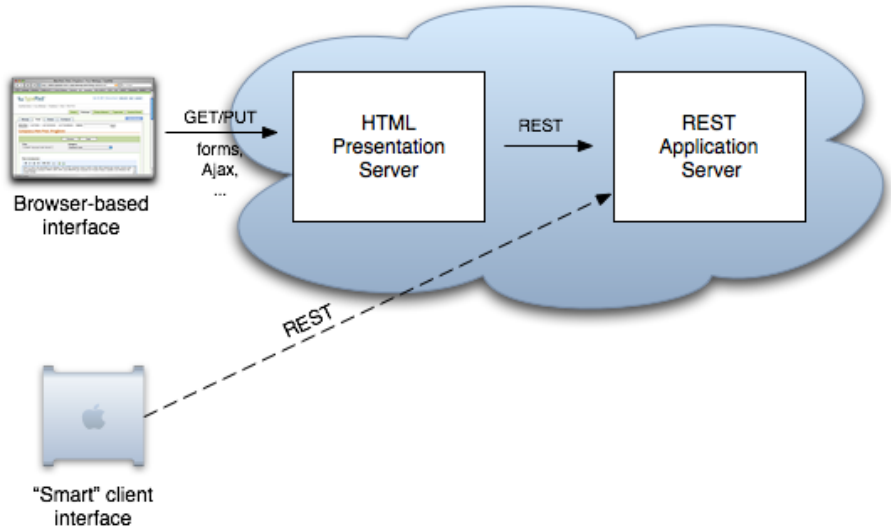 GET/PUT
forms,
Ajax,
...
HTML
Presentation
Server
REST
REST
Application
Server
Browser-based
interface
REST
“Smart” client
interface